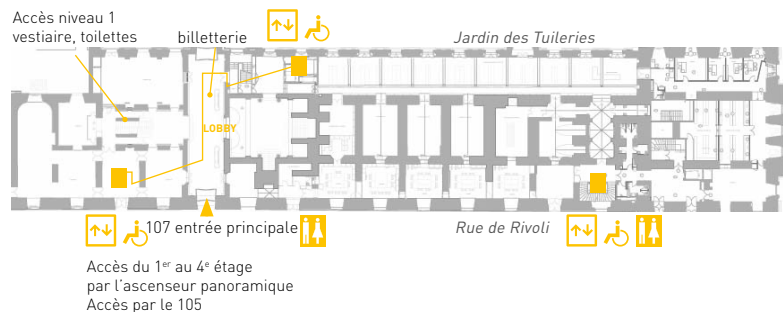 Accès niveau 1
vestiaire, toilettes
billetterie
Jardin des Tuileries
LOBBY
107 entrée principale
Rue de Rivoli
Accès du 1er au 4e étage
par l'ascenseur panoramique
Accès par le 105